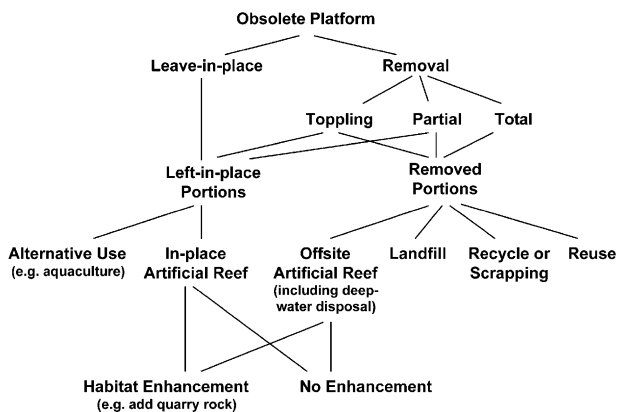 Obsolete Platform
Leave-in-place
Removal
Toppling
Partial
Total
Left-in-place
Portions
Removed
Portions
Alternative Use
(e.g. aquaculture)
In-place
Artificial Reef
Offsite
Artificial Reef
(including deep-
water disposal)
Landfill
Recycle or
Scrapping
Reuse
Habitat Enhancement
(e.g. add quarry rock)
No Enhancement